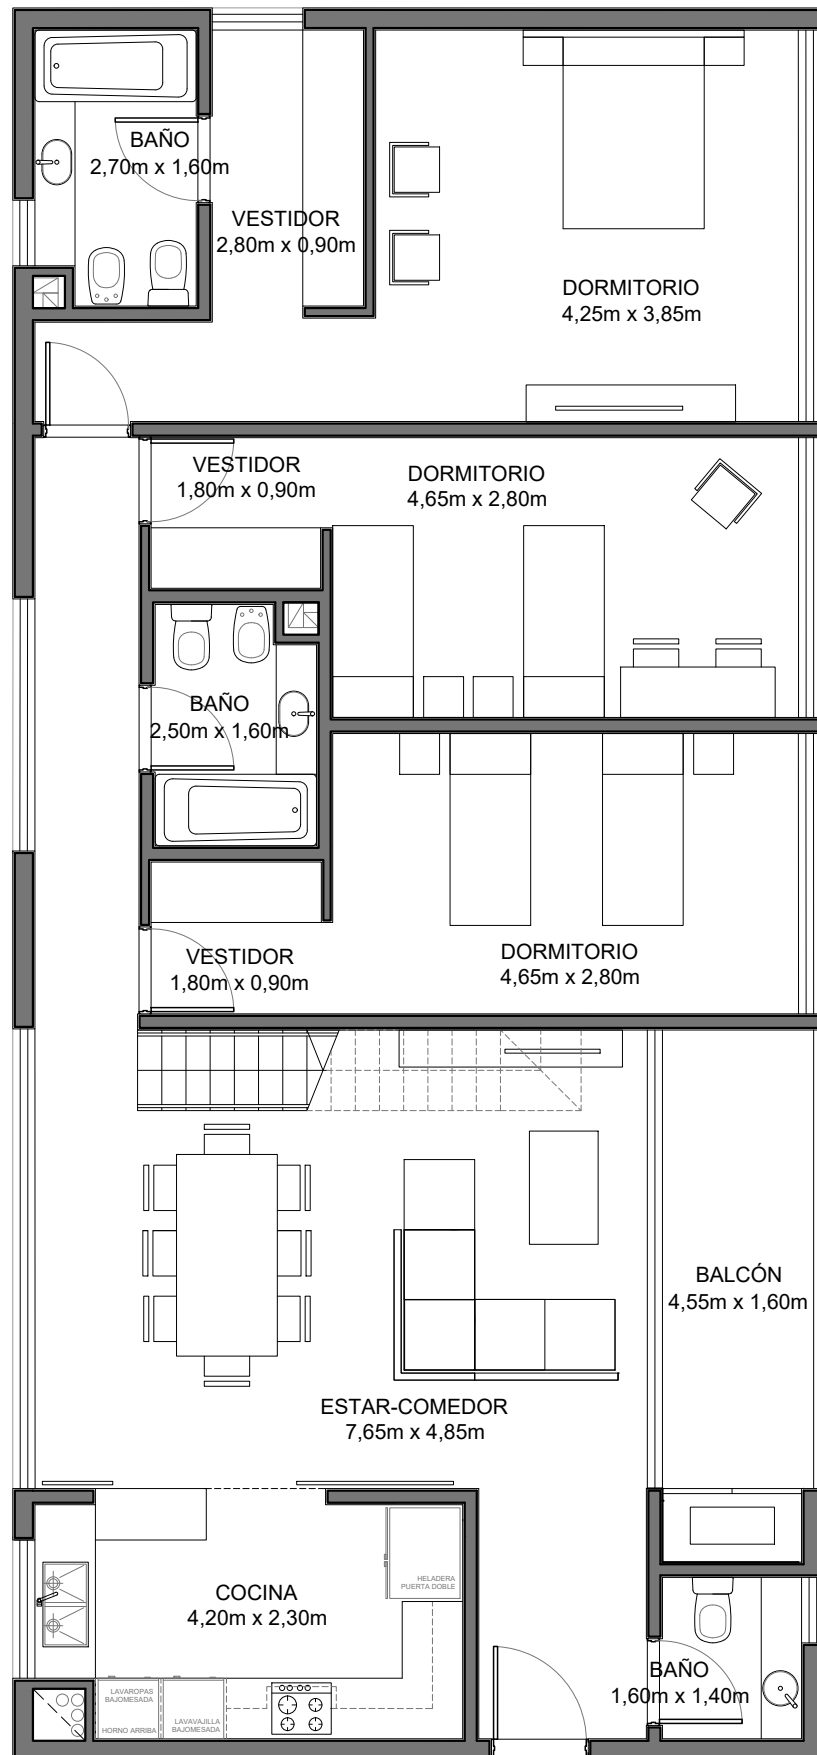 BAÑO
2,70m x 1,60m
VESTIDOR
2,80m x 0,90m
DORMITORIO
4,25m x 3,85m
VESTIDOR
1,80m x 0,90m
DORMITORIO
4,65m x 2,80m
BAÑO
2,50m x 1,60m
VESTIDOR
1,80m x 0,90m
DORMITORIO
4,65m x 2,80m
BALCÓN
4,55m x 1,60m
ESTAR-COMEDOR
7,65m x 4,85m
HELADERA
PUERTA DOBLE
COCINA
4,20m x 2,30m
LAVAROPAS
BAJOMESADA
HORNO ARRIBA
LAVAVAJILLA
BAJOMESADA
BAÑO
1,60m x 1,40m